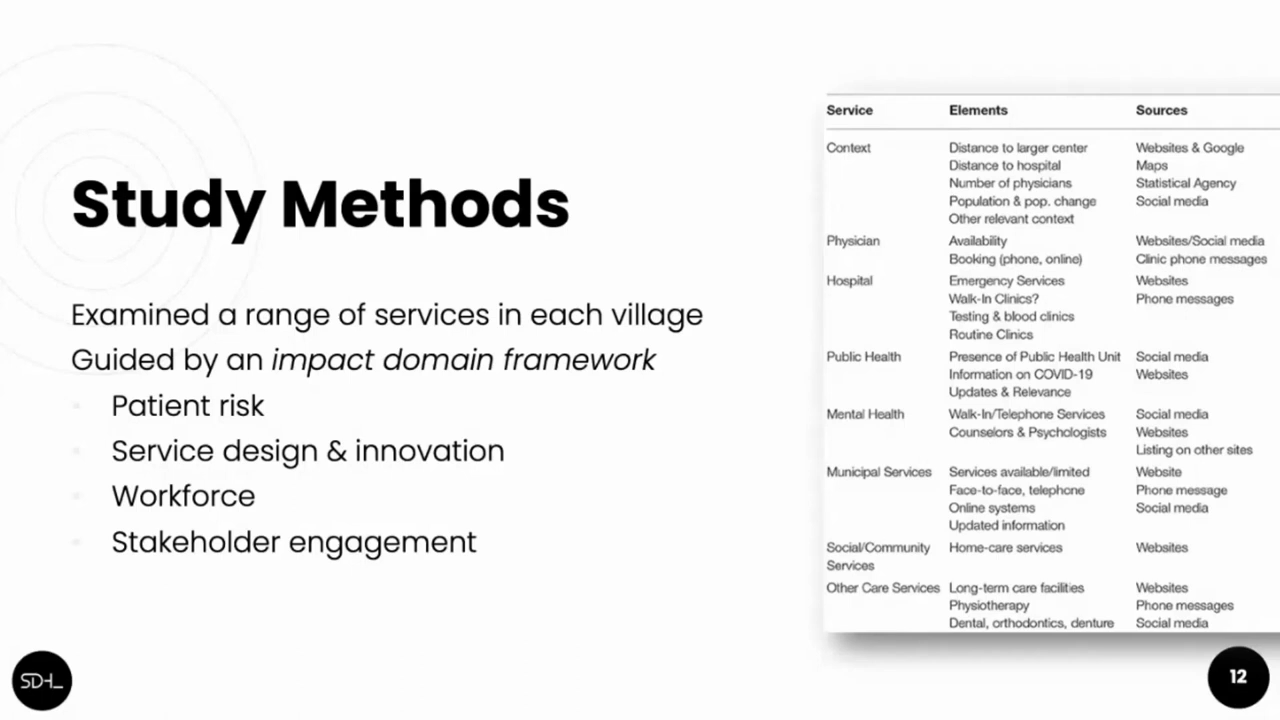 Study Methods
Examined a range of services in each village
Guided by an impact domain framework
Patient risk
Service design & innovation
Workforce
Stakeholder engagement
Service Elements Sources
Context Distance to larger center Websites & Google
Distance to hospital Maps
Number of physicians Statistical Agency
Population & pop. change Social media
Other relevant context
Physician Availability Websites/Social media
Booking (phone, online) Clinic phone messages
Hospital Emergency Services Websites
Walk-In Clinics? Phone messages
Testing & blood clinics
Routine Clinics
Public Health Presence of Public Health Unit Social media
Information on COVID-19 Websites
Updates & Relevance
Mental Health Walk-In/Telephone Services Social media
Counselors & Psychologists Websites
Listing on other sites
Municipal Services Services available/limited Website
Face-to-face, telephone Phone message
Online systems Social media
Updated information
Social/Community Home-care services Websites
Services
Other Care Services Long-term care facilities Websites
Physiotherapy Phone messages
Dental, orthodontics, denture Social media
SDHL
12